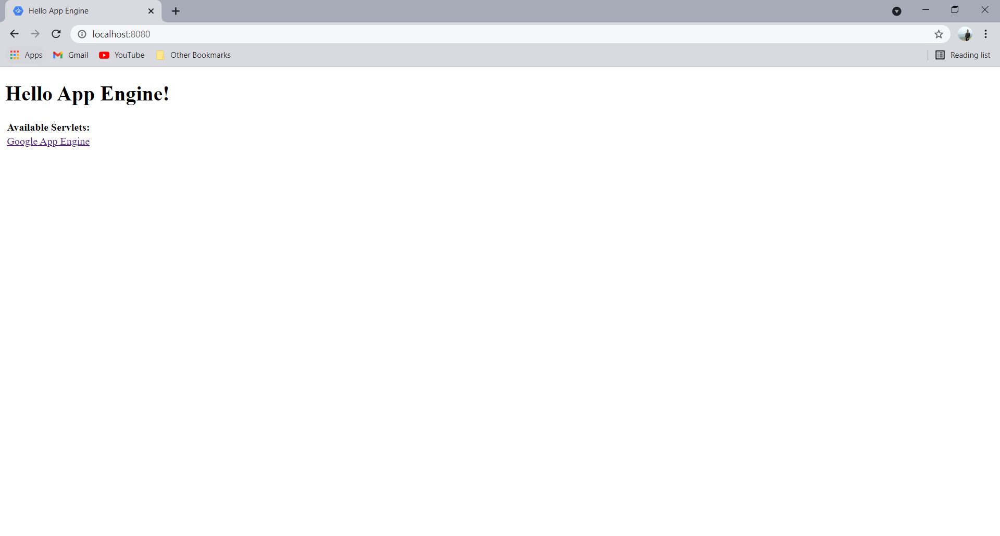 Hello App Engine
localhost:8080
Apps Gmail YouTube Other Bookmarks Reading list
Hello App Engine!
Available Servlets:
Google App Engine